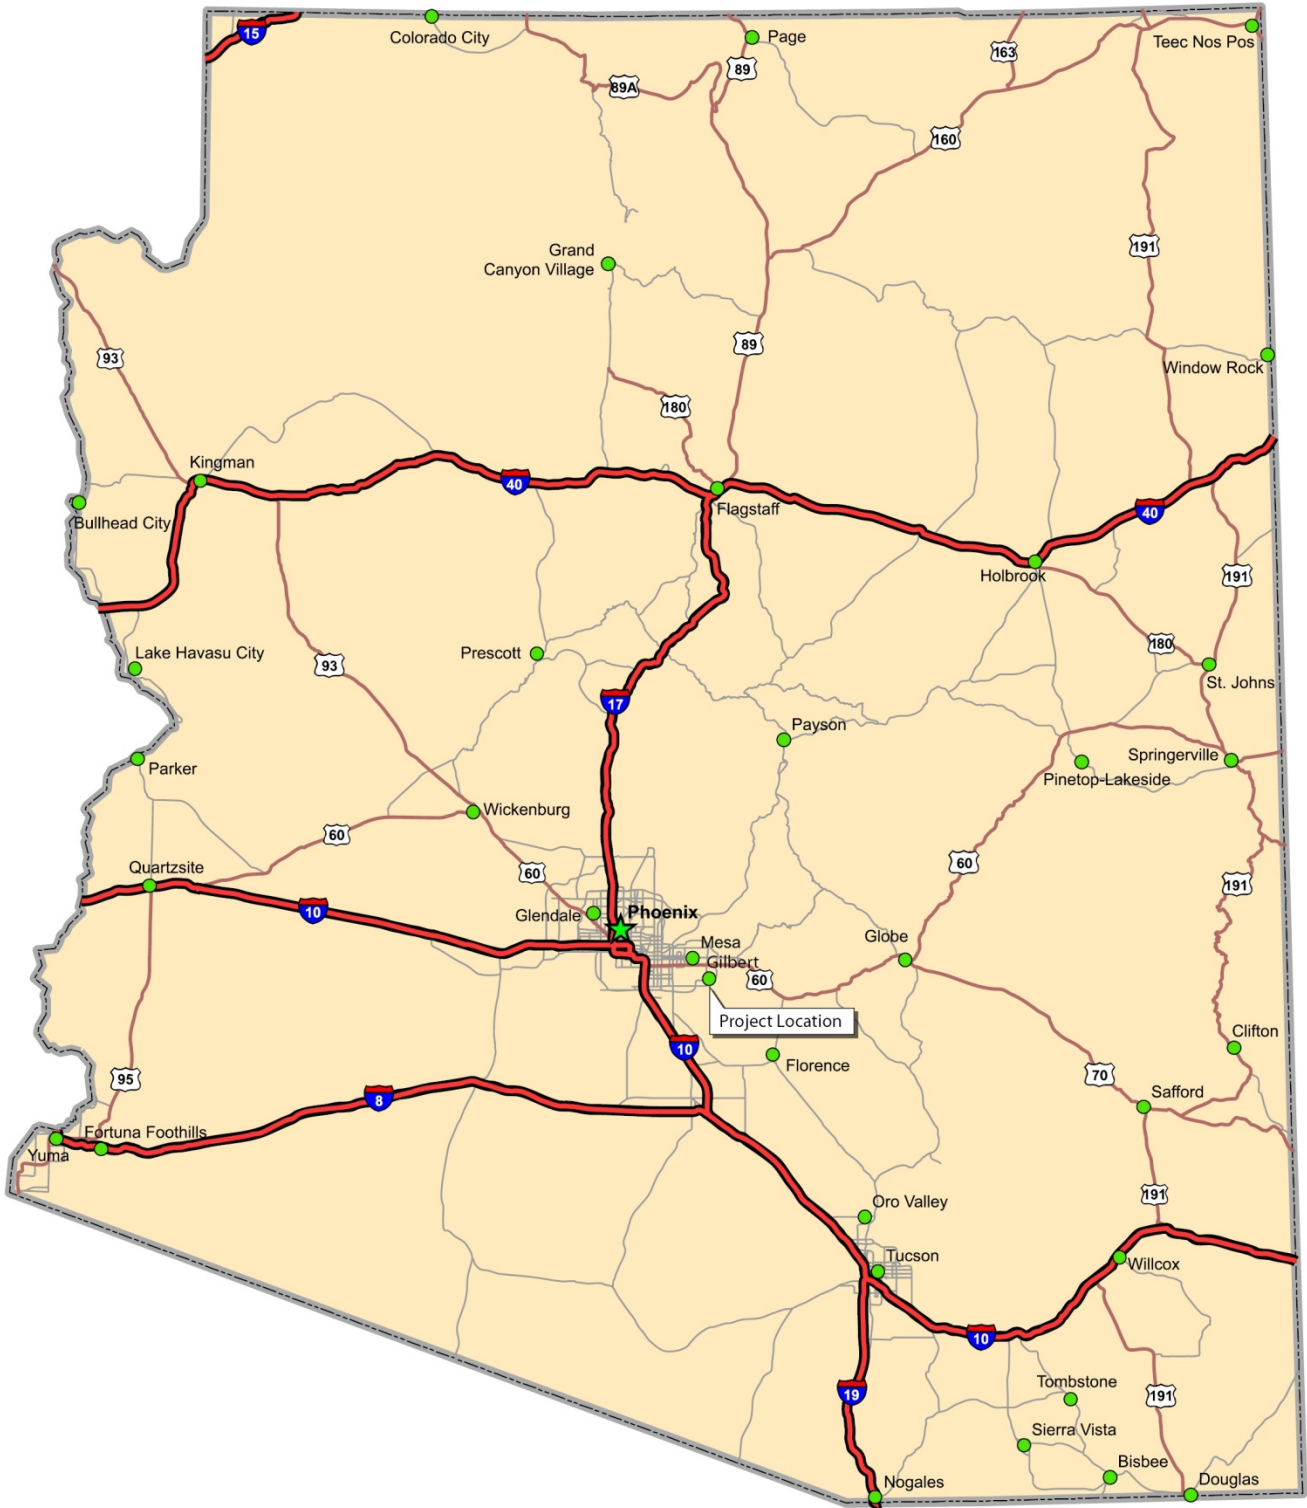 15
Colorado City
Page
Teec Nos Pos
163
89
89A
160
191
Grand
Canyon Village
93
89
Window Rock
180
Kingman
40
Flagstaff
40
Bullhead City
Holbrook
191
Lake Havasu City
93
Prescott
180
St. Johns
17
Payson
Springerville
Parker
Pinetop-Lakeside
Wickenburg
60
60
60
Quartzsite
191
10
Glendale
Phoenix
Globe
Mesa
Gilbert
60
Project Location
Clifton
10
Florence
95
70
8
Safford
Fortuna Foothills
Yuma
191
Oro Valley
Tucson
Willcox
10
Tombstone
19
191
Sierra Vista
Bisbee
Nogales
Douglas